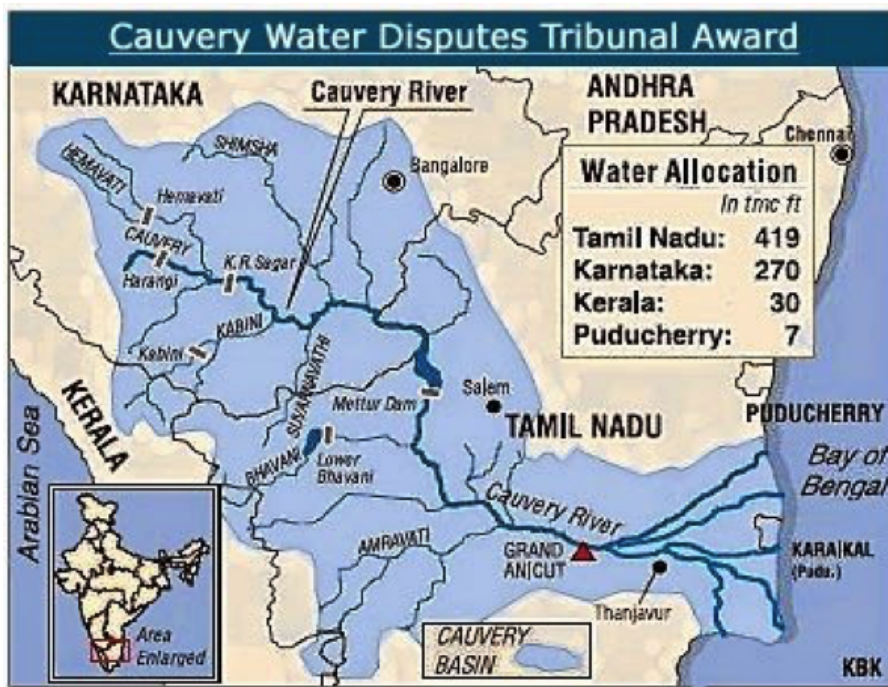 Cauvery Water Disputes Tribunal Award
KARNATAKA
Cauvery River
ANDHRA
PRADESH
Chennai
SHIMSHA
HEMAVATI
Hemavati
Bangalore
Water Allocation
In tmc ft
Tamil Nadu: 419
Karnataka: 270
Kerala: 30
Puducherry: 7
CAUVERY
K.R.Sagar
Harangi
KABINI
Kabini
SUVARNAVATHI
Mettur Dam
Salem
KERALA
TAMIL NADU
PUDUCHERRY
Arabian Sea
BHAVANI
Lower
Bhavani
Bay of
Bengal
Cauvery River
AMRAVATI
GRAND
ANICUT
KARAIKAL
(Pudu.)
Thanjavur
Area
Enlarged
CAUVERY
BASIN
KBK